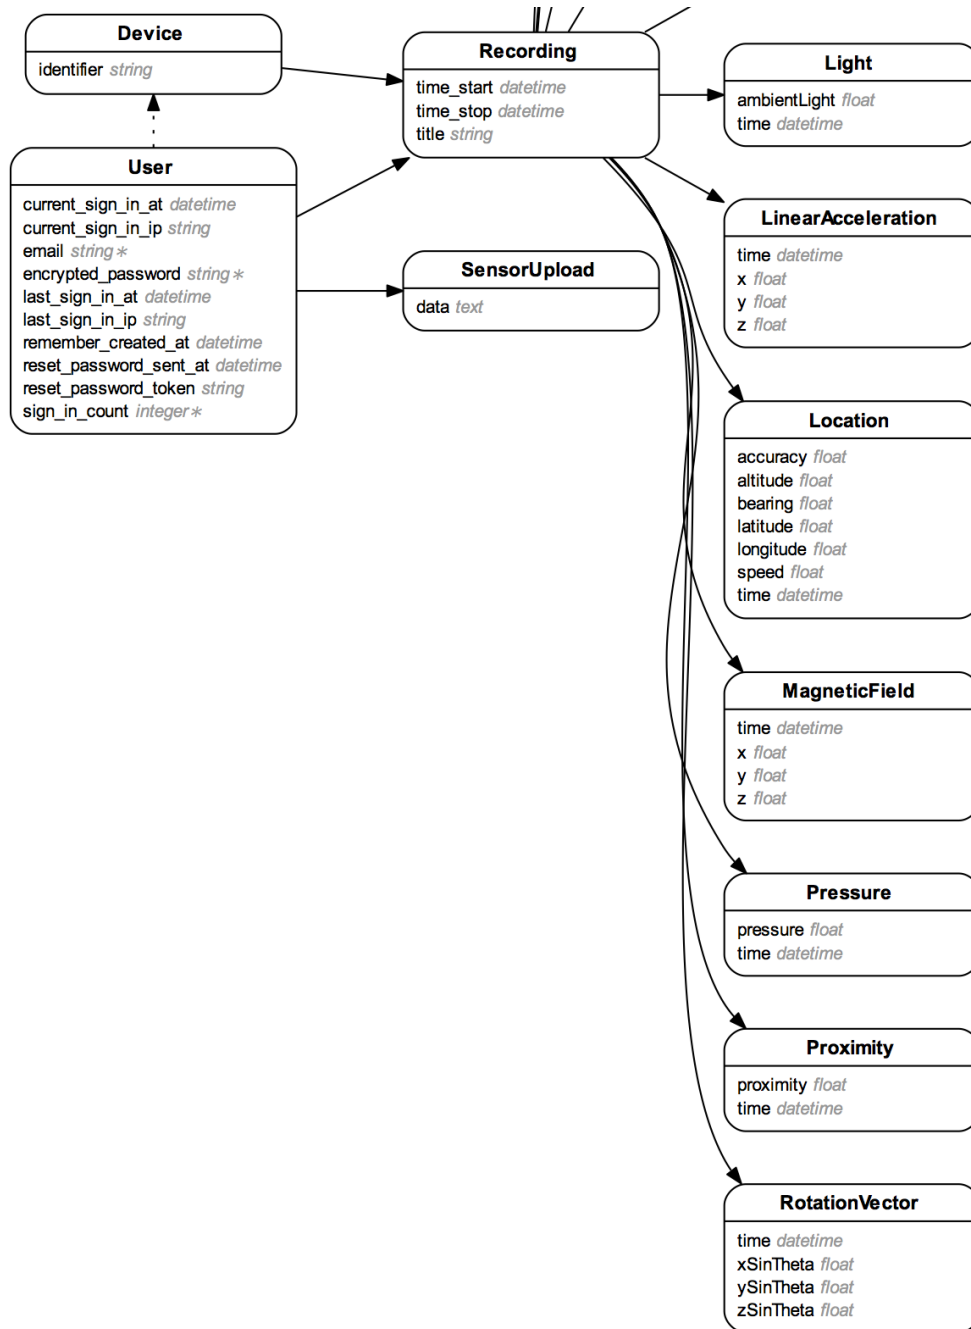 Device
identifier string
User
current_sign_in_at datetime
current_sign_in_ip string
email string*
encrypted_password string*
last_sign_in_at datetime
last_sign_in_ip string
remember_created_at datetime
reset_password_sent_at datetime
reset_password_token string
sign_in_count integer*
Recording
time_start datetime
time_stop datetime
title string
SensorUpload
data text
Light
ambientLight float
time datetime
LinearAcceleration
time datetime
x float
y float
z float
Location
accuracy float
altitude float
bearing float
latitude float
longitude float
speed float
time datetime
MagneticField
time datetime
x float
y float
z float
Pressure
pressure float
time datetime
Proximity
proximity float
time datetime
RotationVector
time datetime
xSinTheta float
ySinTheta float
zSinTheta float